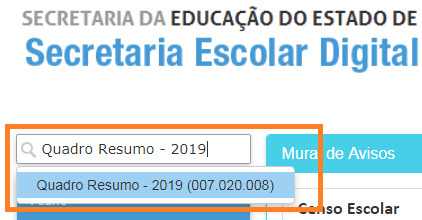 SECRETARIA DA EDUCAÇÃO DO ESTADO DE
Secretaria Escolar Digital
Quadro Resumo - 2019
Mural de Avisos
Quadro Resumo - 2019 (007.020.008)
Censo Escolar